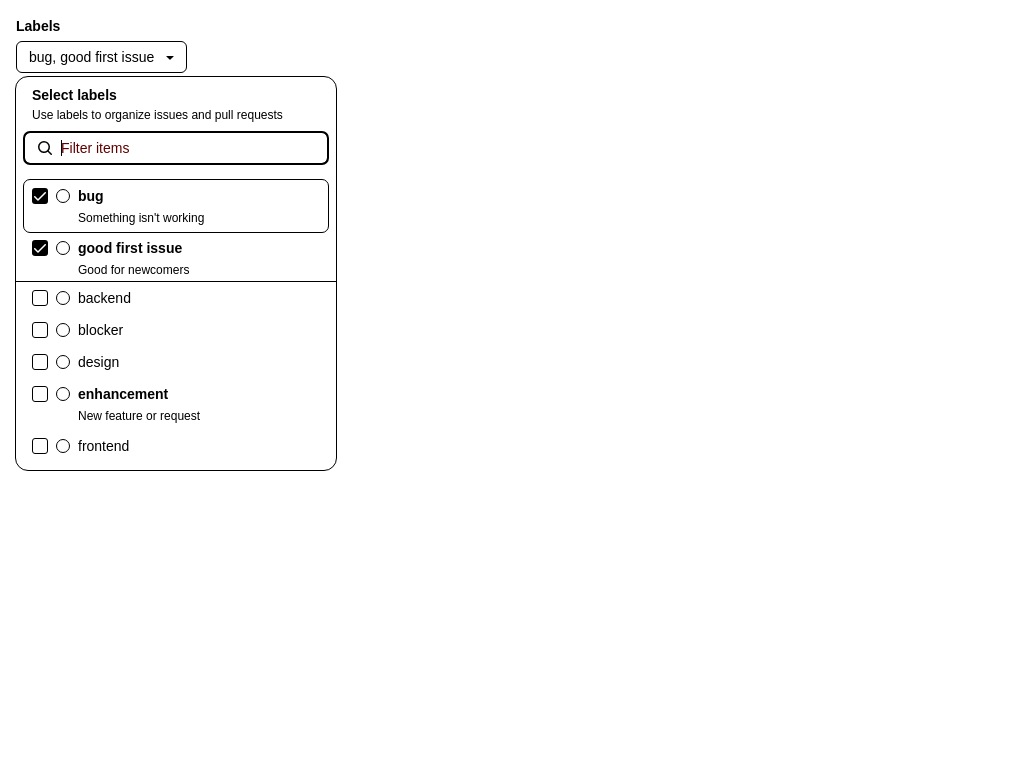 Labels
bug, good first issue
Select labels
Use labels to organize issues and pull requests
Filter items
bug
Something isn't working
good first issue
Good for newcomers
backend
blocker
design
enhancement
New feature or request
frontend